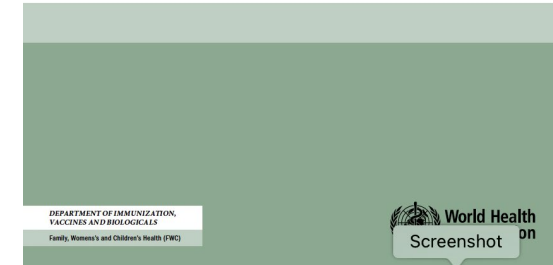 DEPARTMENT OF IMMUNIZATION,
VACCINES AND BIOLOGICALS
Family, Womens's and Children's Health (FWC)
World Health
on
Screenshot